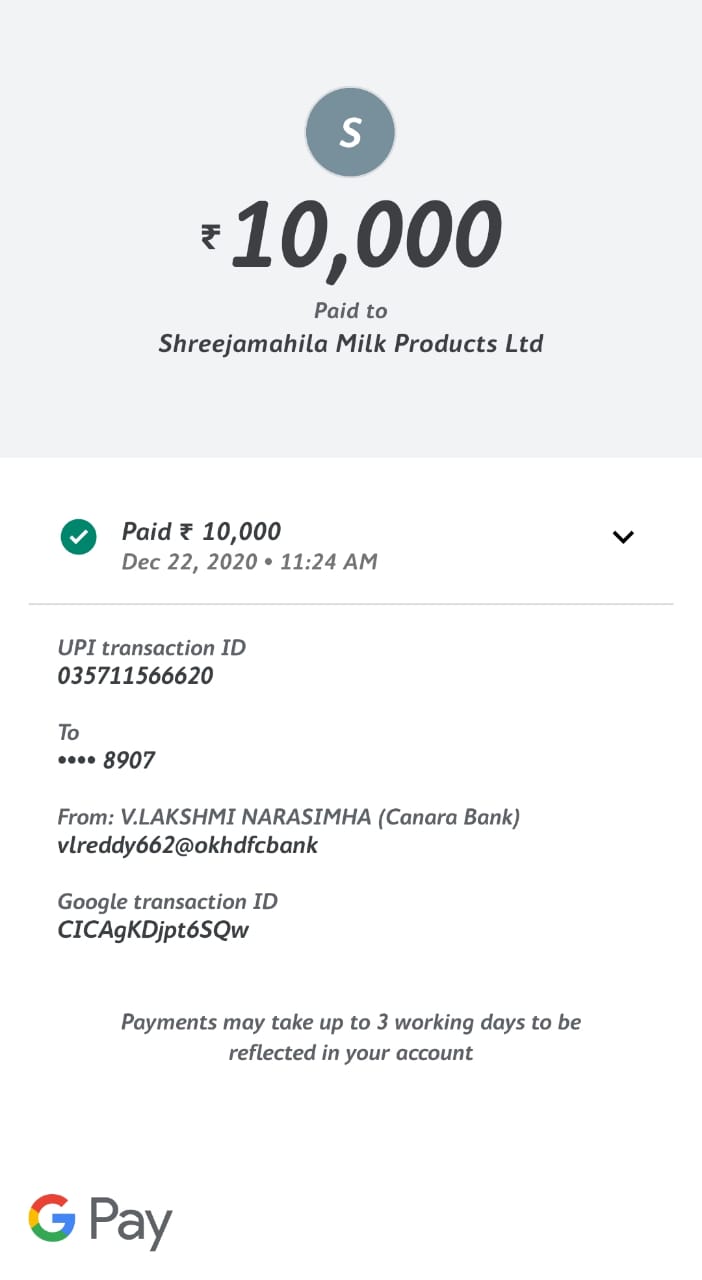 S
₹10,000
Paid to
Shreejamahila Milk Products Ltd
Paid ₹ 10,000
Dec 22, 2020 • 11:24 AM
UPI transaction ID
035711566620
To
•••• 8907
From: V.LAKSHMI NARASIMHA (Canara Bank)
vlreddy662@okhdfcbank
Google transaction ID
CICAgKDjpt6SQw
Payments may take up to 3 working days to be
reflected in your account
G Pay